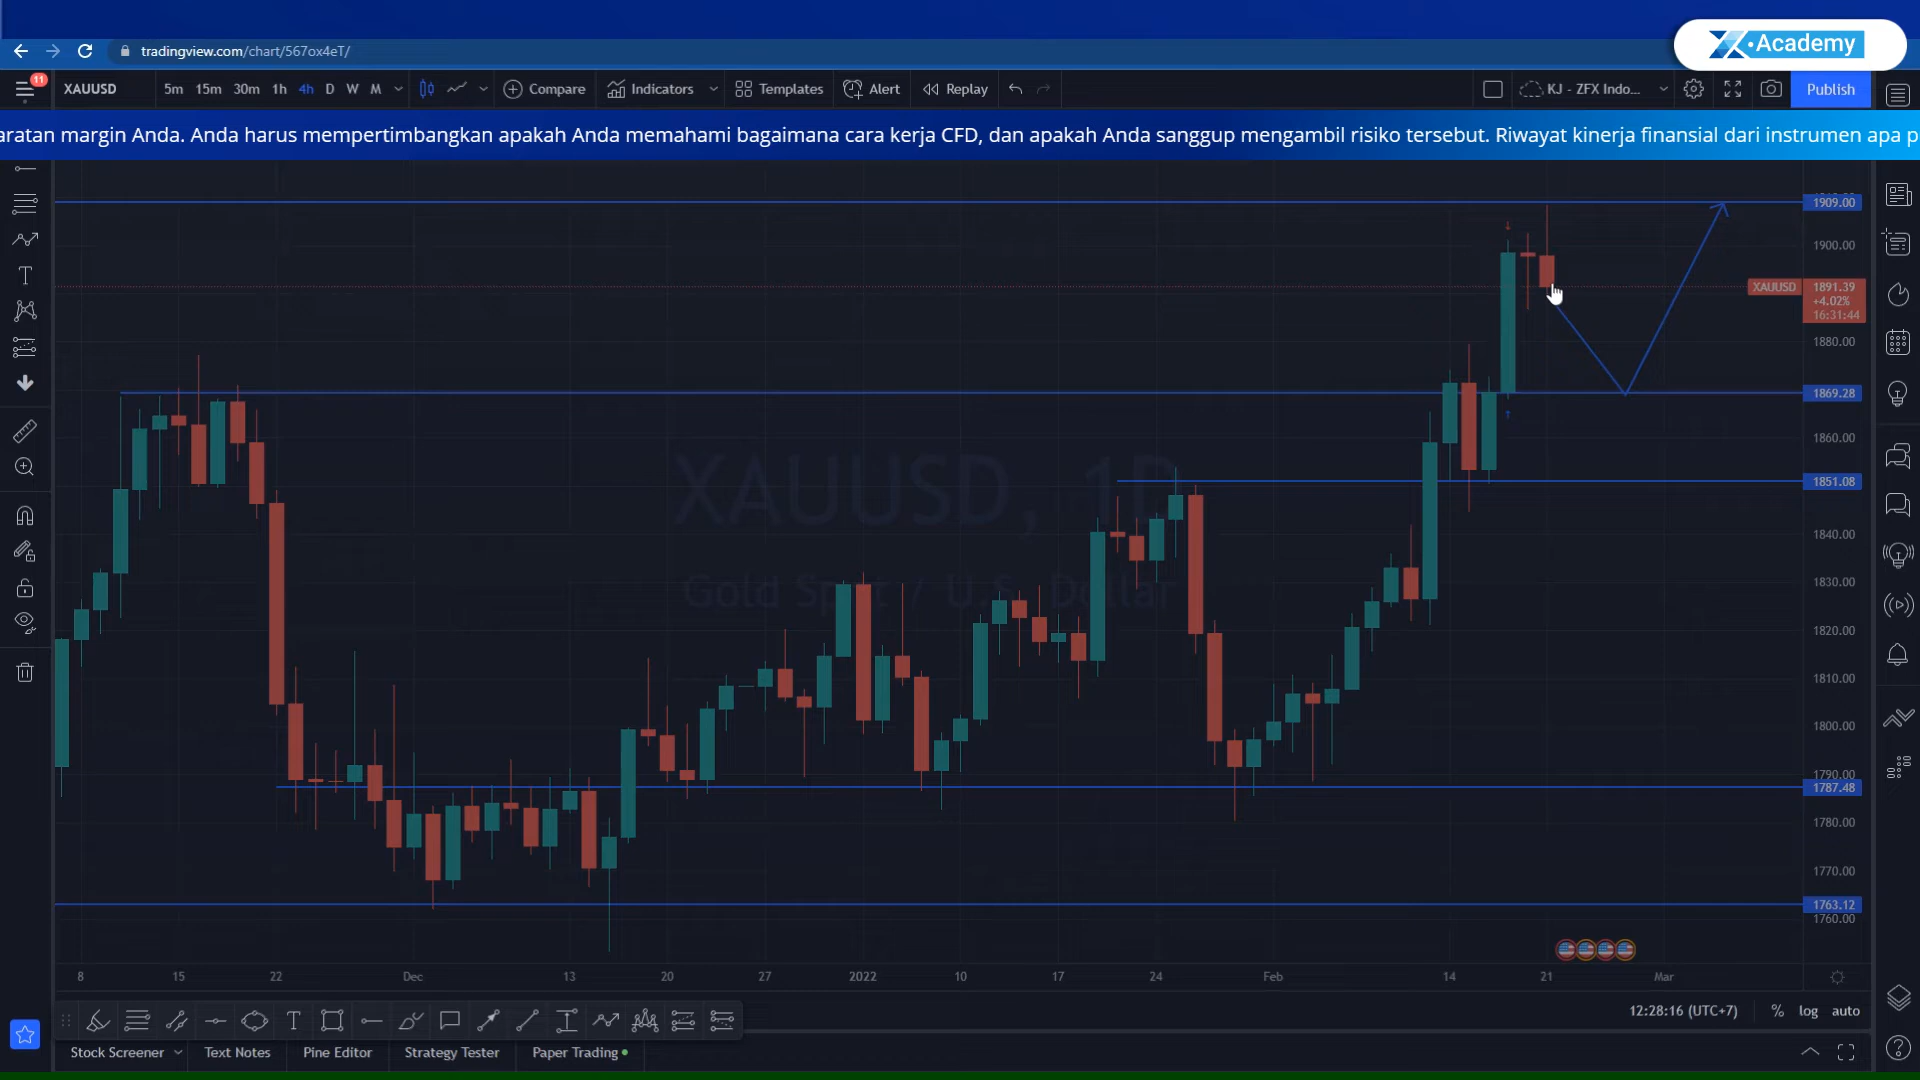 X•Academy
tradingview.com/chart/567ox4eT/
11
XAUUSD 5m 15m 30m 1h 4h D W M Compare Indicators Templates Alert Replay KJ - ZFX Indo... Publish
aratan margin Anda. Anda harus mempertimbangkan apakah Anda memahami bagaimana cara kerja CFD, dan apakah Anda sanggup mengambil risiko tersebut. Riwayat kinerja finansial dari instrumen apa p
1909.00
1900.00
XAUUSD 1891.39
+4.02%
16:31:44
1880.00
1869.28
1860.00
1851.08
XAUUSD, 1D
1840.00
1830.00
Gold Spot / U.S. Dollar
1820.00
1810.00
1800.00
1790.00
1787.48
1780.00
1770.00
1763.12
1760.00
8 15 22 Dec 13 20 27 2022 10 17 24 Feb 14 21 Mar
12:28:16 (UTC+7) % log auto
Stock Screener Text Notes Pine Editor Strategy Tester Paper Trading